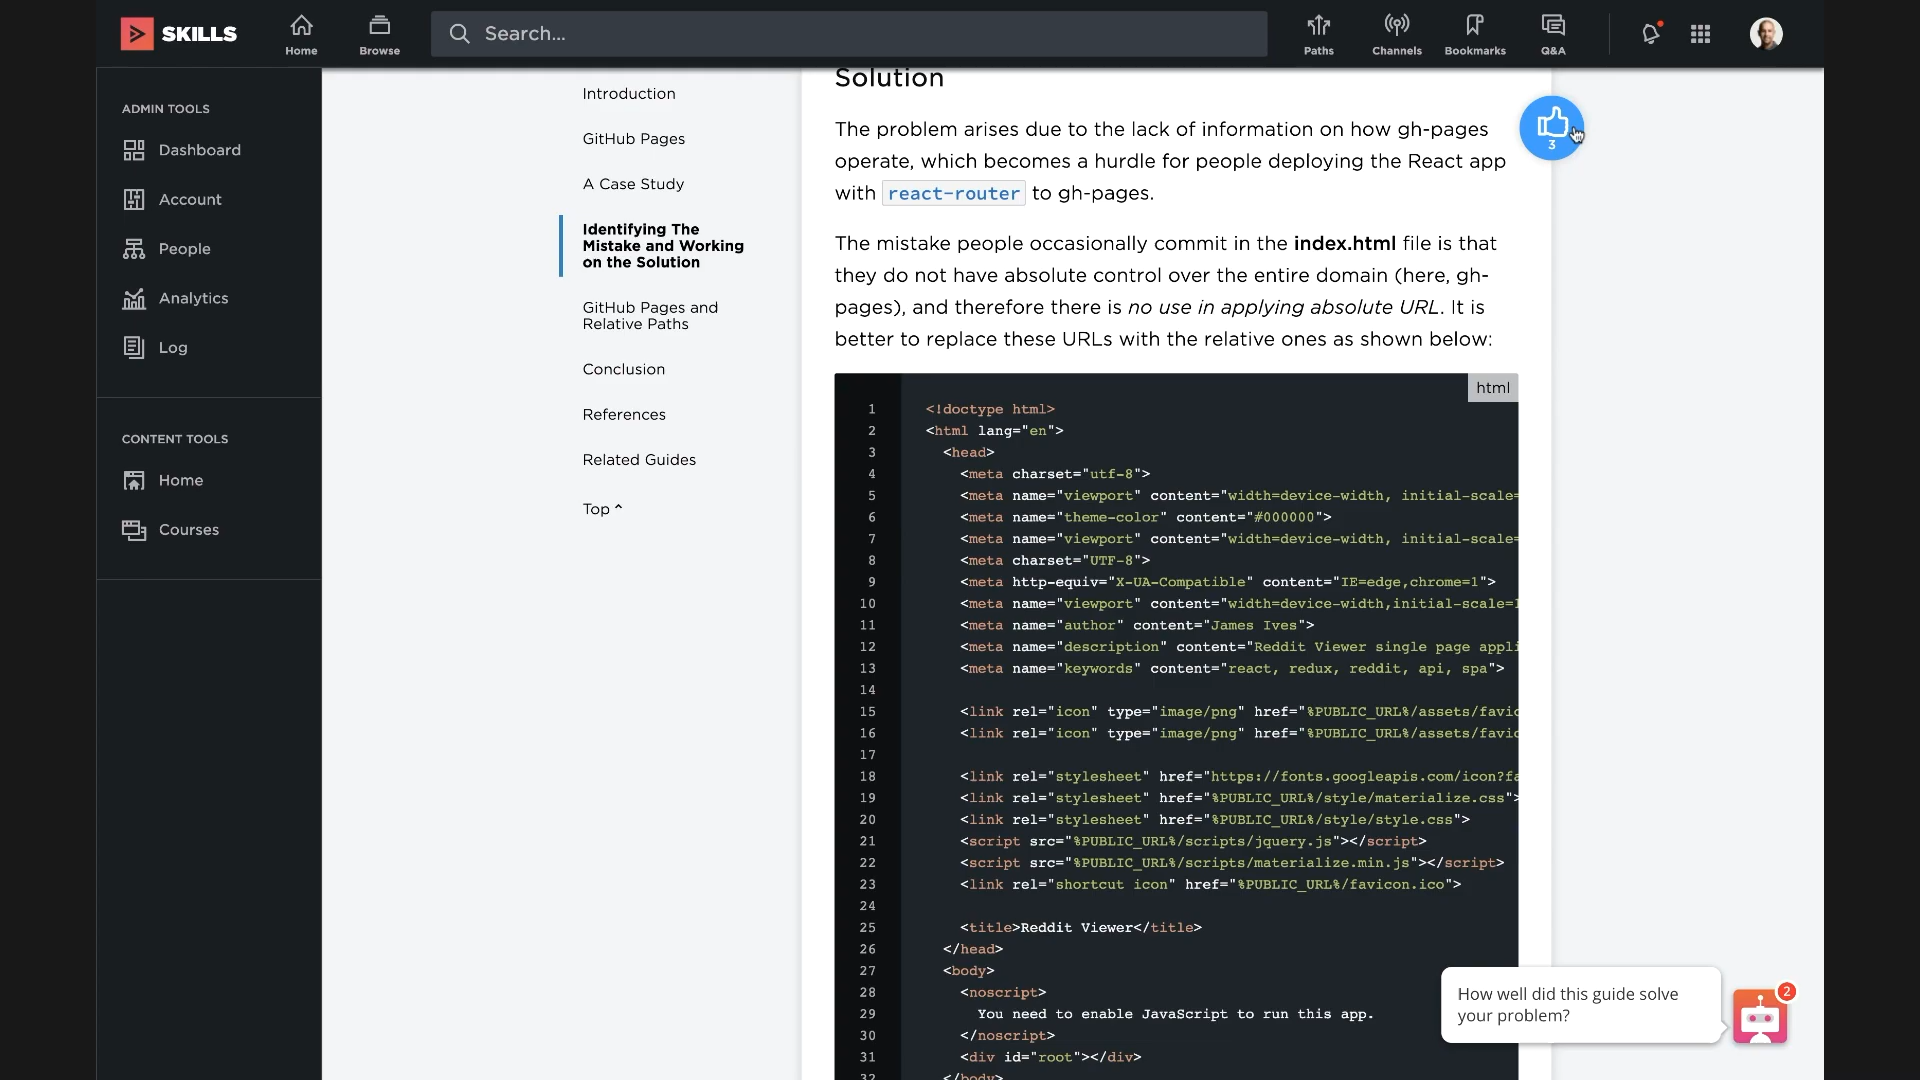 SKILLS
Home
Browse
Search...
Paths
Channels
Bookmarks
Q&A
ADMIN TOOLS
Dashboard
Account
People
Analytics
Log
CONTENT TOOLS
Home
Courses
Introduction
GitHub Pages
A Case Study
Identifying The
Mistake and Working
on the Solution
GitHub Pages and
Relative Paths
Conclusion
References
Related Guides
Top ^
Solution
The problem arises due to the lack of information on how gh-pages
operate, which becomes a hurdle for people deploying the React app
with react-router to gh-pages.
The mistake people occasionally commit in the index.html file is that
they do not have absolute control over the entire domain (here, gh-
pages), and therefore there is no use in applying absolute URL. It is
better to replace these URLs with the relative ones as shown below:
3
html
1 <!doctype html>
2 <html lang="en">
3 <head>
4 <meta charset="utf-8">
5 <meta name="viewport" content="width=device-width, initial-scale=
6 <meta name="theme-color" content="#000000">
7 <meta name="viewport" content="width=device-width, initial-scale=
8 <meta charset="UTF-8">
9 <meta http-equiv="X-UA-Compatible" content="IE=edge,chrome=1">
10 <meta name="viewport" content="width=device-width,initial-scale=1
11 <meta name="author" content="James Ives">
12 <meta name="description" content="Reddit Viewer single page appli
13 <meta name="keywords" content="react, redux, reddit, api, spa">
14
15 <link rel="icon" type="image/png" href="%PUBLIC_URL%/assets/favic
16 <link rel="icon" type="image/png" href="%PUBLIC_URL%/assets/favic
17
18 <link rel="stylesheet" href="https://fonts.googleapis.com/icon?fa
19 <link rel="stylesheet" href="%PUBLIC_URL%/style/materialize.css">
20 <link rel="stylesheet" href="%PUBLIC_URL%/style/style.css">
21 <script src="%PUBLIC_URL%/scripts/jquery.js"></script>
22 <script src="%PUBLIC_URL%/scripts/materialize.min.js"></script>
23 <link rel="shortcut icon" href="%PUBLIC_URL%/favicon.ico">
24
25 <title>Reddit Viewer</title>
26 </head>
27 <body>
28 <noscript>
29 You need to enable JavaScript to run this app.
30 </noscript>
31 <div id="root"></div>
32 </body>
How well did this guide solve
your problem?
2